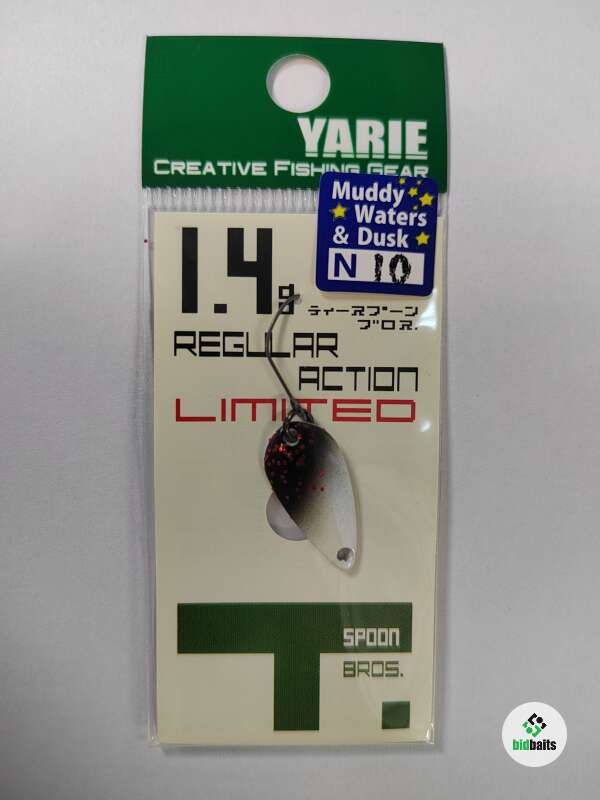 YARIE
CREATIVE FISHING GEAR
Muddy
Waters
& Dusk
N 10
1.4g
ティースプーン
ブロス.
REGULAR
ACTION
LIMITED
T.
SPOON
BROS.
bidbaits